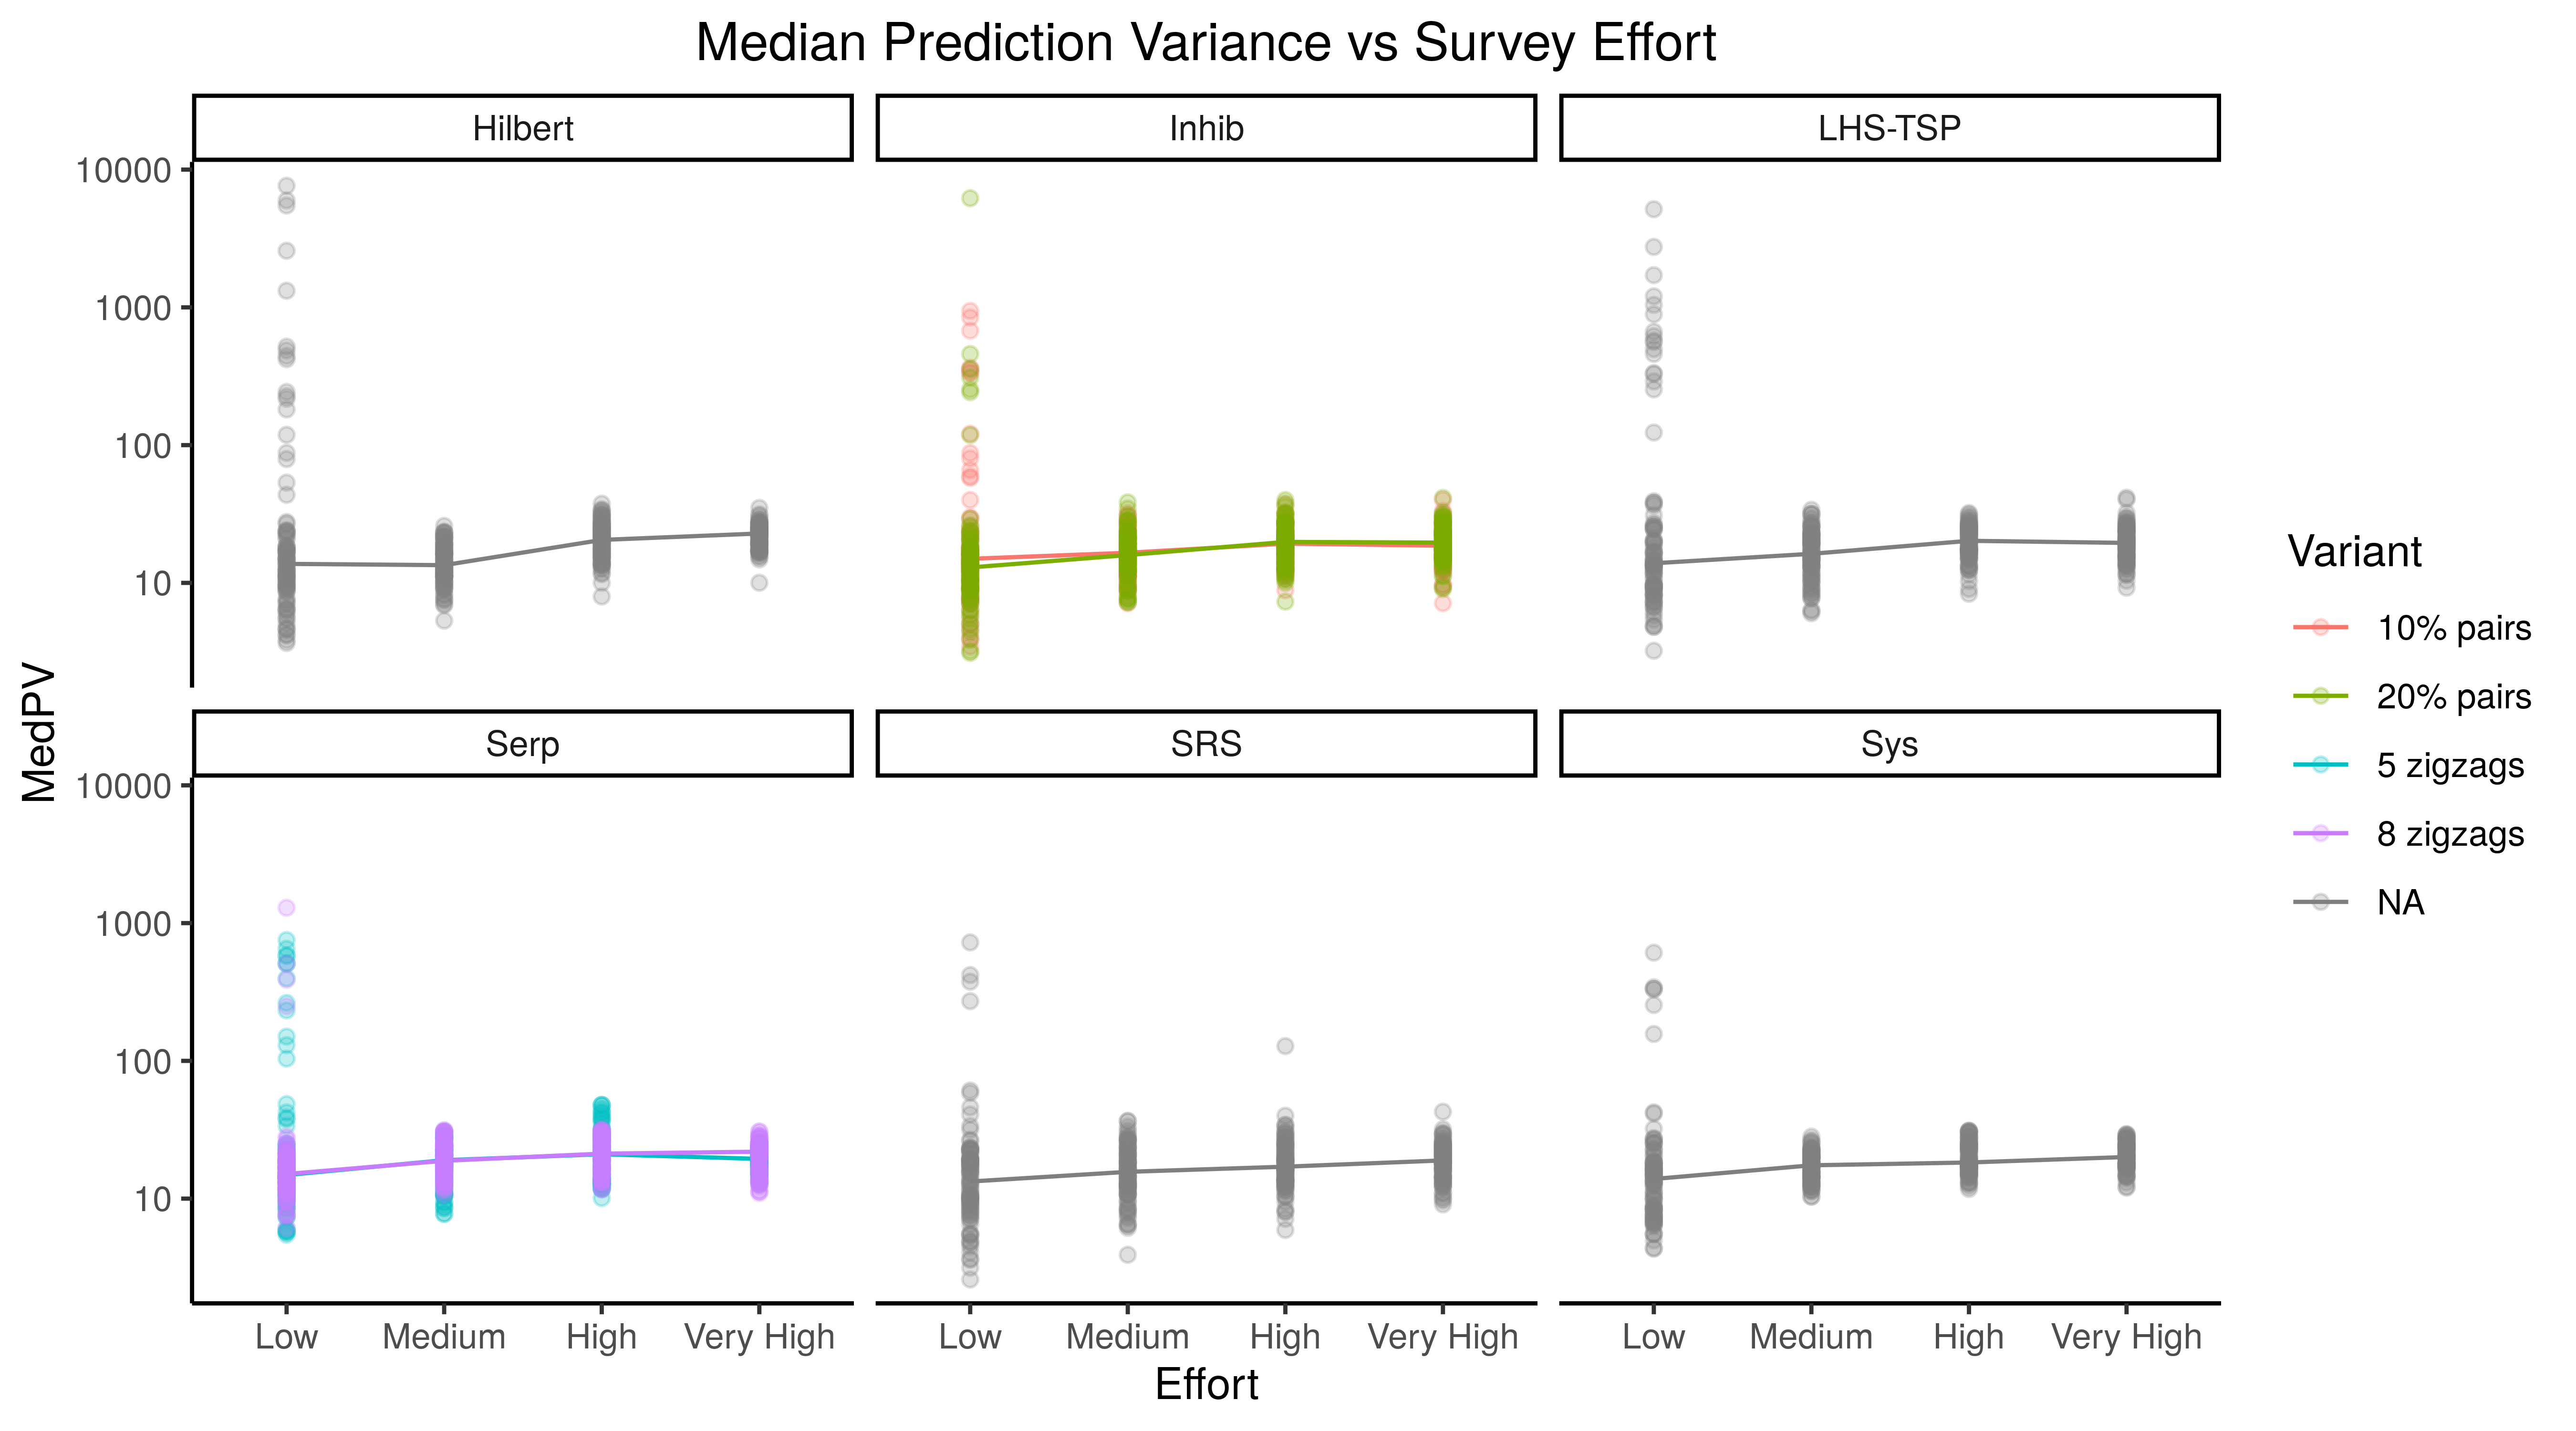 Median Prediction Variance vs Survey Effort
Hilbert
Inhib
LHS-TSP
10000
1000
100
10
Serp
SRS
Sys
10000
1000
100
10
MedPV
Low Medium High Very High
Low Medium High Very High
Low Medium High Very High
Effort
Variant
10% pairs
20% pairs
5 zigzags
8 zigzags
NA